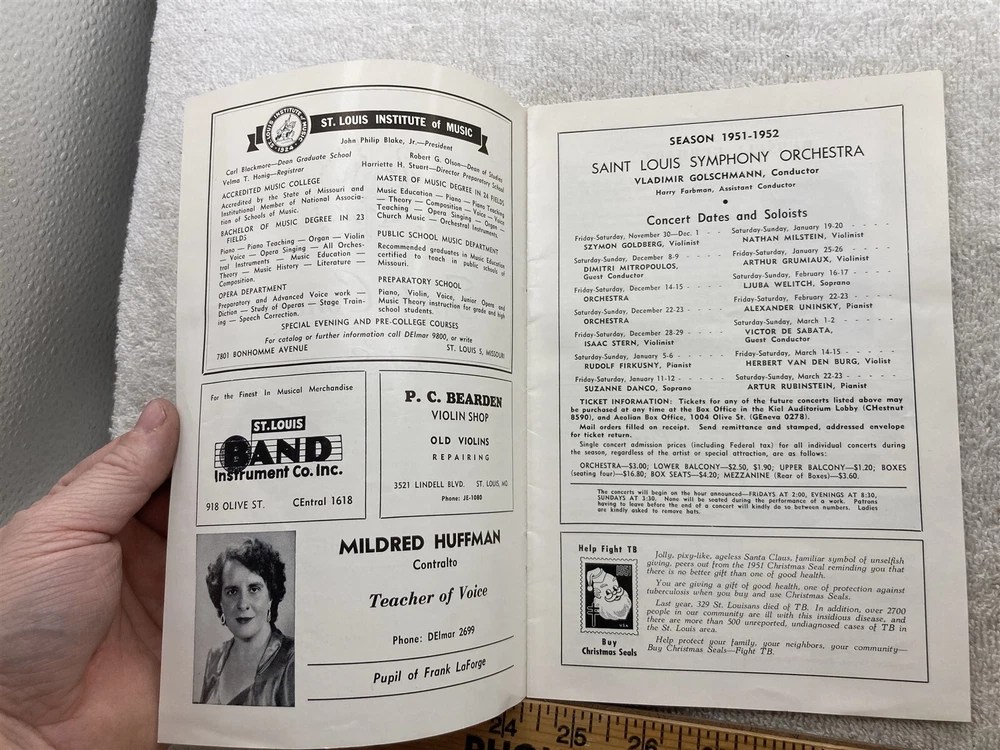 ST. LOUIS INSTITUTE OF MUSIC
1924
ST. LOUIS INSTITUTE of MUSIC
John Philip Blake, Jr.—President
Carl Blackmore—Dean Graduate School
Robert G. Olson—Dean of Studies
Velma T. Honig—Registrar
Harriette H. Stuart—Director Preparatory School
ACCREDITED MUSIC COLLEGE
Accredited by the State of Missouri and
Institutional Member of National Associa-
tion of Schools of Music.
BACHELOR OF MUSIC DEGREE IN 23
FIELDS
Piano — Piano Teaching — Organ — Violin
— Voice — Opera Singing — All Orches-
tral Instruments — Music Education —
Theory — Music History — Literature —
Composition.
OPERA DEPARTMENT
Preparatory and Advanced Voice work —
Diction — Study of Operas — Stage Train-
ing — Speech Correction.
MASTER OF MUSIC DEGREE IN 24 FIELDS
Music Education — Piano — Piano Teaching
— Theory — Composition — Voice — Voice
Teaching — Opera Singing — Organ —
Church Music — Orchestral Instruments.
PUBLIC SCHOOL MUSIC DEPARTMENT
Recommended graduates in Music Education
certified to teach in public schools of
Missouri.
PREPARATORY SCHOOL
Piano, Violin, Voice, Junior Opera and
Music Theory instruction for grade and high
school students.
SPECIAL EVENING AND PRE-COLLEGE COURSES
For catalog or further information call DElmar 9800, or write
7801 BONHOMME AVENUE
ST. LOUIS 5, MISSOURI
For the Finest In Musical Merchandise
ST.LOUIS
BAND
Instrument Co. Inc.
918 OLIVE ST.
CEntral 1618
P. C. BEARDEN
VIOLIN SHOP
OLD VIOLINS
REPAIRING
3521 LINDELL BLVD.
ST. LOUIS, MO.
Phone: JE-1080
MILDRED HUFFMAN
Contralto
Teacher of Voice
Phone: DElmar 2699
Pupil of Frank LaForge
SEASON 1951-1952
SAINT LOUIS SYMPHONY ORCHESTRA
VLADIMIR GOLSCHMANN, Conductor
Harry Farbman, Assistant Conductor
Concert Dates and Soloists
Friday-Saturday, November 30—Dec. 1 - -
SZYMON GOLDBERG, Violinist
Saturday-Sunday, December 8-9 - - - -
DIMITRI MITROPOULOS,
Guest Conductor
Friday-Saturday, December 14-15 - - - -
ORCHESTRA
Saturday-Sunday, December 22-23 - - - -
ORCHESTRA
Friday-Saturday, December 28-29 - - - -
ISAAC STERN, Violinist
Saturday-Sunday, January 5-6 - - - -
RUDOLF FIRKUSNY, Pianist
Friday-Saturday, January 11-12 - - - -
SUZANNE DANCO, Soprano
Saturday-Sunday, January 19-20 - - - -
NATHAN MILSTEIN, Violinist
Friday-Saturday, January 25-26 - - - -
ARTHUR GRUMIAUX, Violinist
Saturday-Sunday, February 16-17 - - - -
LJUBA WELITCH, Soprano
Friday-Saturday, February 22-23 - - - -
ALEXANDER UNINSKY, Pianist
Saturday-Sunday, March 1-2 - - - -
VICTOR DE SABATA,
Guest Conductor
Friday-Saturday, March 14-15 - - - -
HERBERT VAN DEN BURG, Violist
Saturday-Sunday, March 22-23 - - - -
ARTUR RUBINSTEIN, Pianist
TICKET INFORMATION: Tickets for any of the future concerts listed above may
be purchased at any time at the Box Office in the Kiel Auditorium Lobby (CHestnut
8590), and Aeolian Box Office, 1004 Olive St. (GEneva 0278).
Mail orders filled on receipt. Send remittance and stamped, addressed envelope
for ticket return.
Single concert admission prices (including Federal tax) for all individual concerts during
the season, regardless of the artist or special attraction, are as follows:
ORCHESTRA—$3.00; LOWER BALCONY—$2.50, $1.90; UPPER BALCONY—$1.20; BOXES
(seating four)—$16.80; BOX SEATS—$4.20; MEZZANINE (Rear of Boxes)—$3.60.
The concerts will begin on the hour announced—FRIDAYS AT 2:00, EVENINGS AT 8:30,
SUNDAYS AT 3:30. None will be seated during the performance of a work. Patrons
having to leave before the end of a concert will kindly do so between numbers. Ladies
are kindly asked to remove hats.
Help Fight TB
USA
Buy
Christmas Seals
Jolly, pixy-like, ageless Santa Claus, familiar symbol of unselfish
giving, peers out from the 1951 Christmas Seal reminding you that
there is no better gift than one of good health.
You are giving a gift of health, one of protection against
tuberculosis when you buy and use Christmas Seals.
Last year, 329 St. Louisans died of TB. In addition, over 2700
people in our community are ill with this insidious disease, and
there are more than 500 unreported, undiagnosed cases of TB in
the St. Louis area.
Help protect your family, your neighbors, your community—
Buy Christmas Seals—Fight TB.
24 25 26